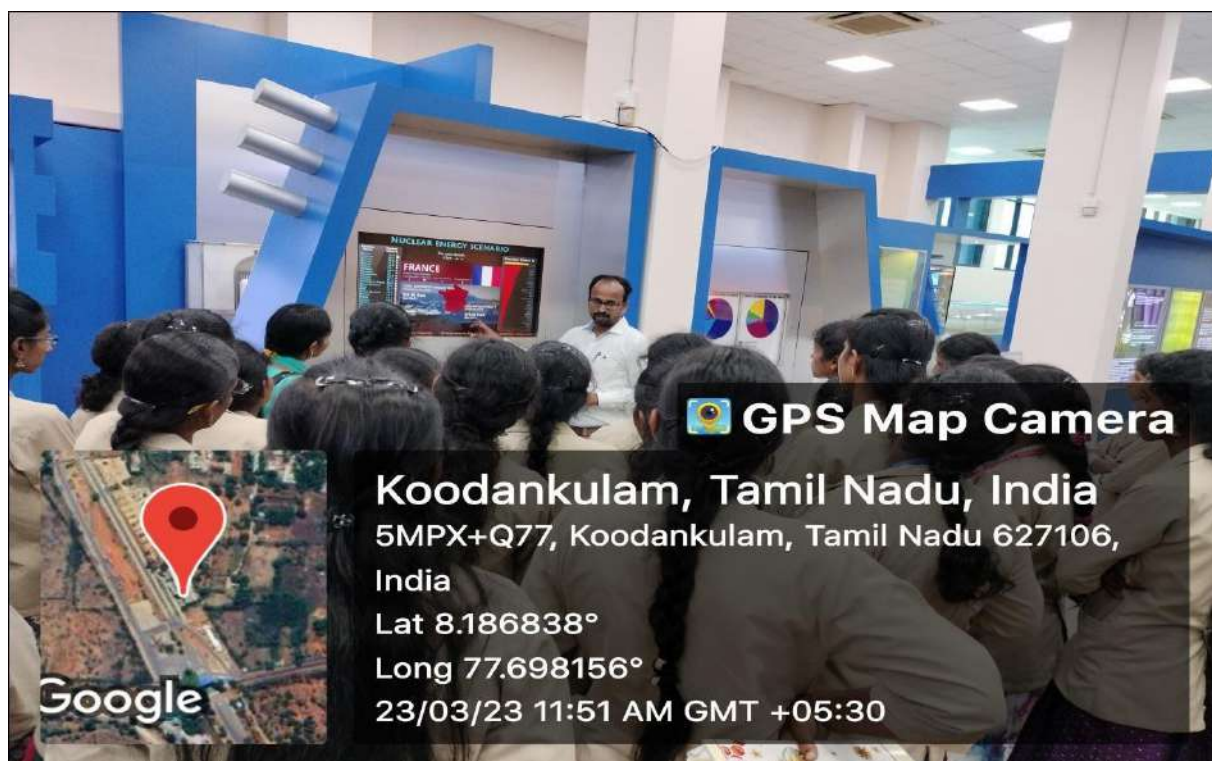 NUCLEAR ENERGY SCENARIO
FRANCE
GPS Map Camera
Koodankulam, Tamil Nadu, India
5MPX+Q77, Koodankulam, Tamil Nadu 627106,
India
Lat 8.186838°
Long 77.698156°
23/03/23 11:51 AM GMT +05:30
Google